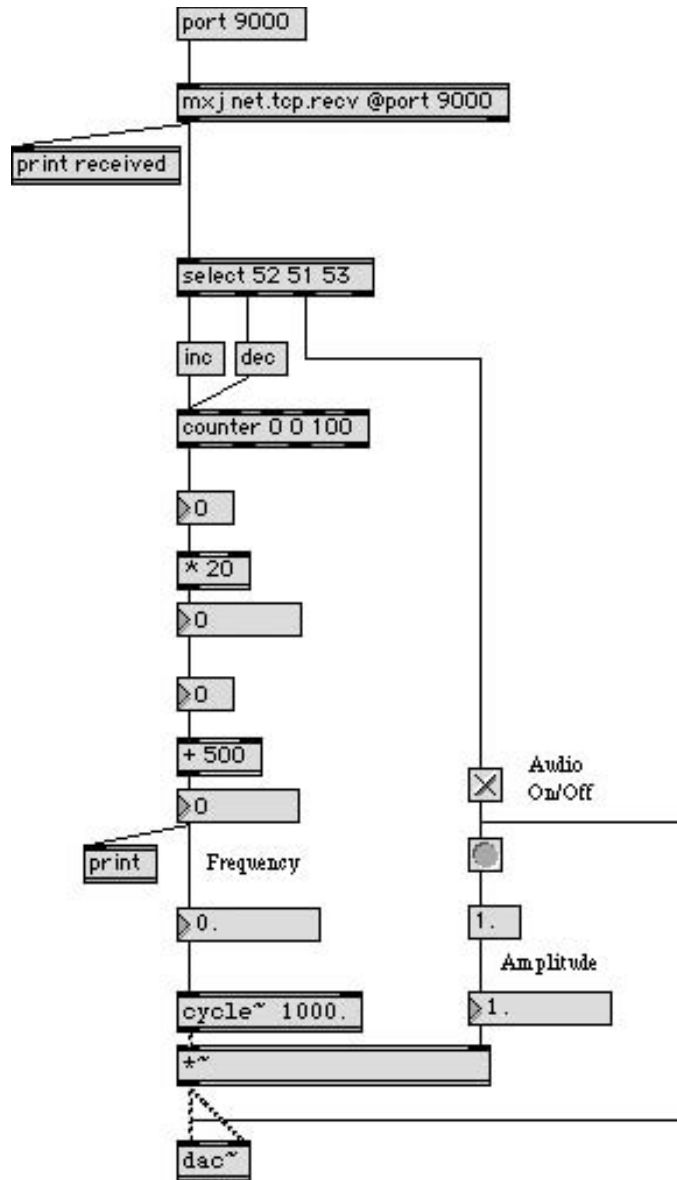 port 9000
mxj net.tcp.recv @port 9000
print received
select 52 51 53
inc
dec
counter 0 0 100
0
* 20
0
0
+ 500
Audio
On/Off
0
print
Frequency
0.
1.
Amplitude
1.
cycle~ 1000.
*~
dac~